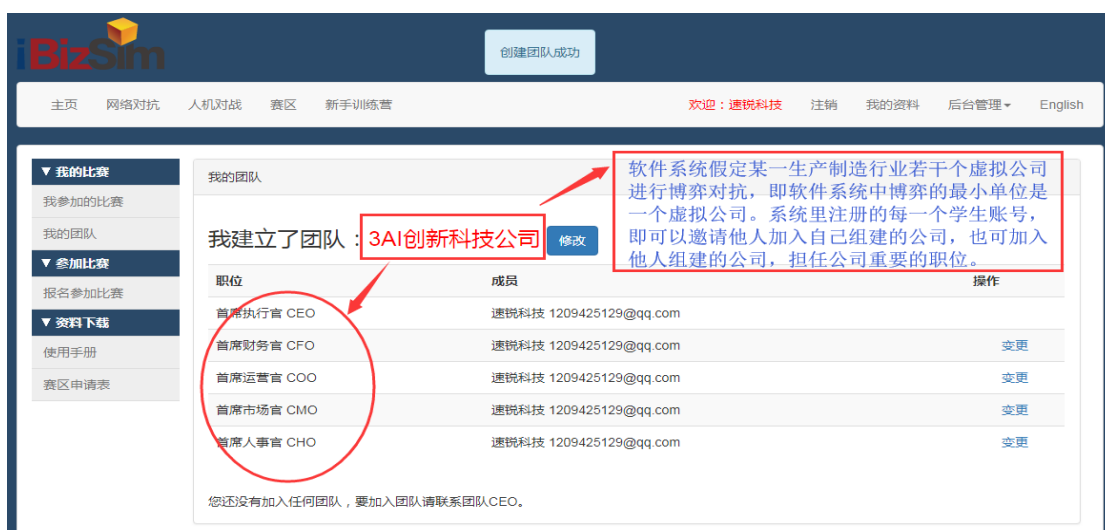 iBizSim
创建团队成功
主页 网络对抗 人机对战 赛区 新手训练营 欢迎：速锐科技 注销 我的资料 后台管理 English
▼ 我的比赛
我参加的比赛
我的团队
▼ 参加比赛
报名参加比赛
▼ 资料下载
使用手册
赛区申请表
我的团队
软件系统假定某一生产制造行业若干个虚拟公司
进行博弈对抗，即软件系统中博弈的最小单位是
一个虚拟公司。系统里注册的每一个学生账号，
即可以邀请他人加入自己组建的公司，也可加入
他人组建的公司，担任公司重要的职位。
我建立了团队：3AI创新科技公司 修改
职位 成员 操作
首席执行官 CEO 速锐科技 1209425129@qq.com
首席财务官 CFO 速锐科技 1209425129@qq.com 变更
首席运营官 COO 速锐科技 1209425129@qq.com 变更
首席市场官 CMO 速锐科技 1209425129@qq.com 变更
首席人事官 CHO 速锐科技 1209425129@qq.com 变更
您还没有加入任何团队，要加入团队请联系团队CEO。